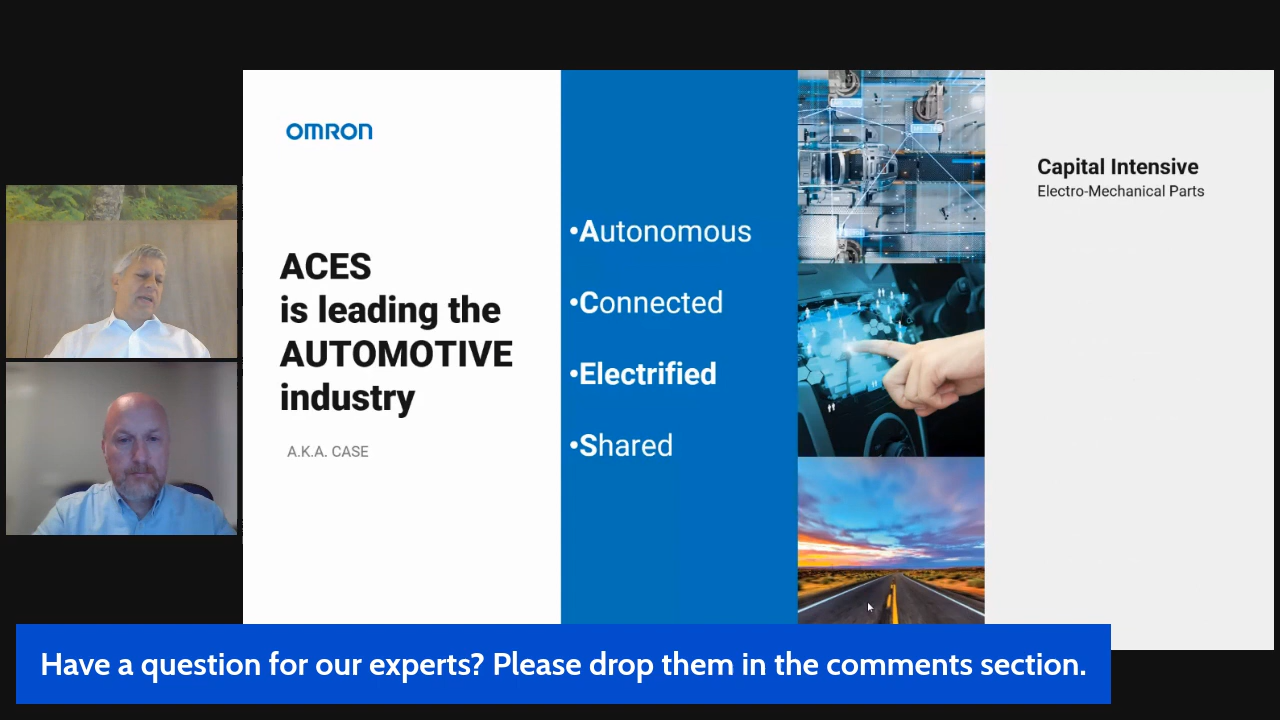 OMRON
ACES
is leading the
AUTOMOTIVE
industry
A.K.A. CASE
•Autonomous
•Connected
•Electrified
•Shared
Capital Intensive
Electro-Mechanical Parts
Have a question for our experts? Please drop them in the comments section.